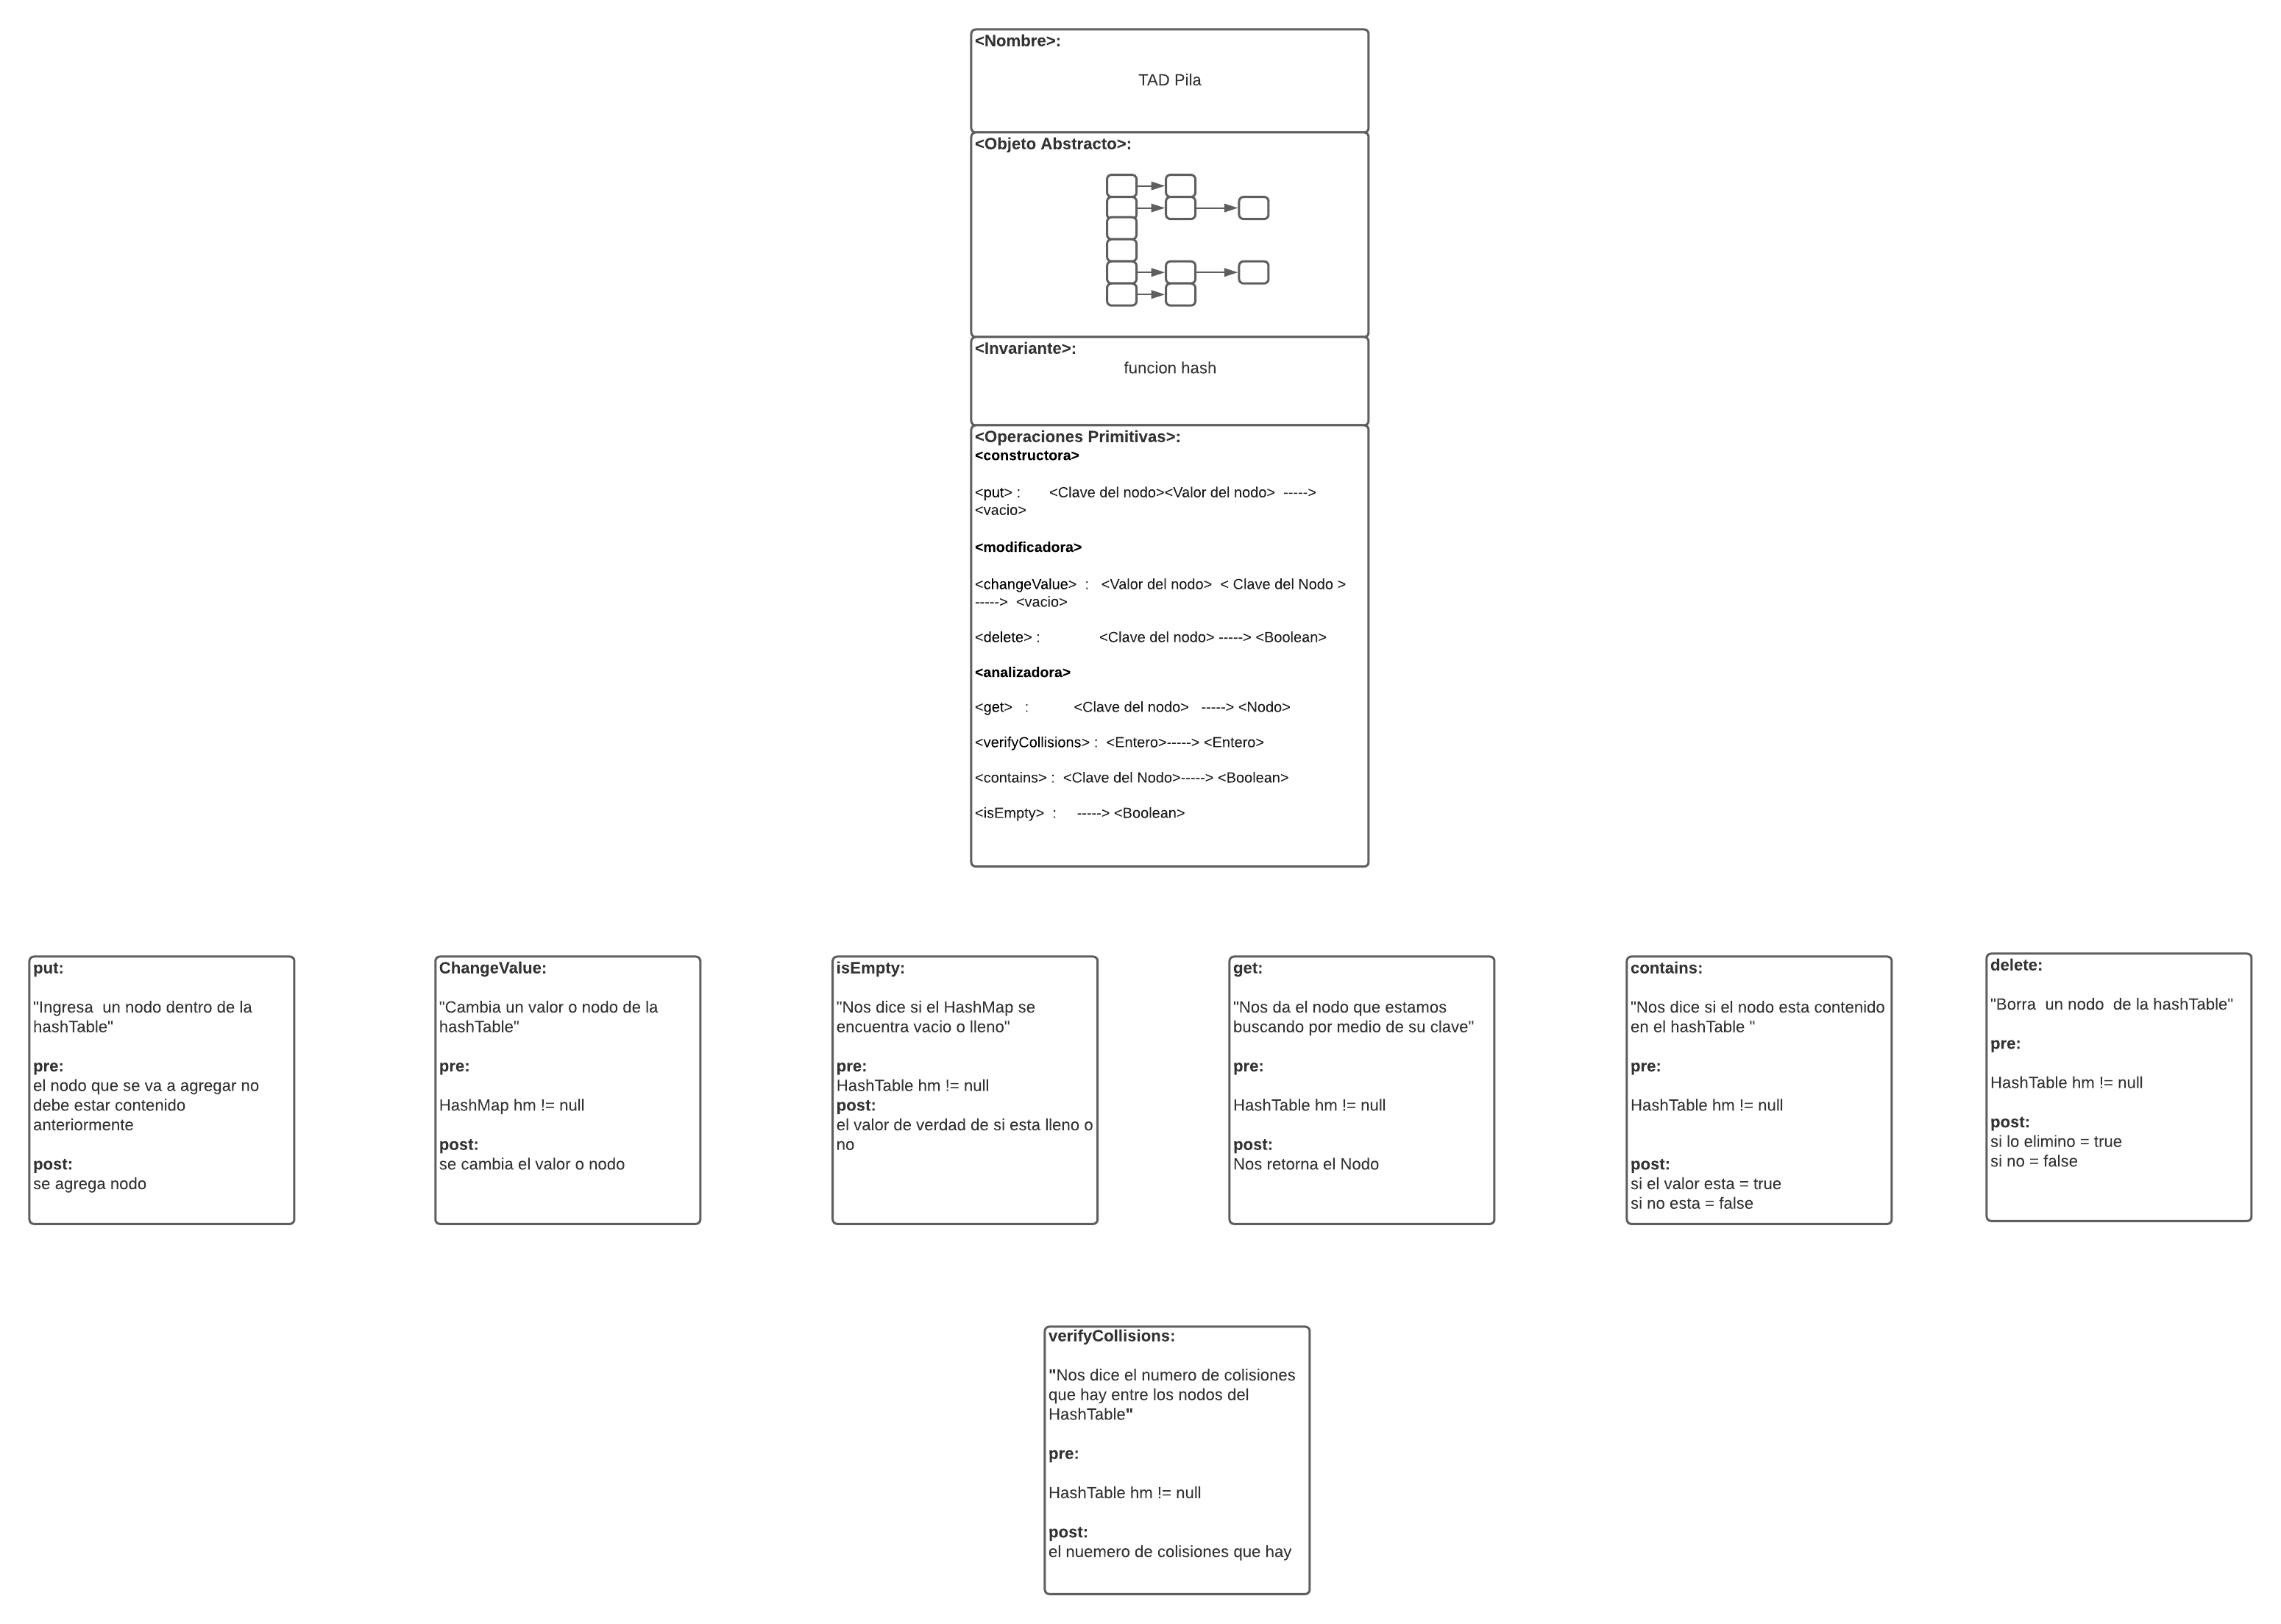 <Nombre>:
TAD Pila
<Objeto Abstracto>:
<Invariante>:
funcion hash
<Operaciones Primitivas>:
<constructora>
<put> : <Clave del nodo><Valor del nodo> ----->
<vacio>
<modificadora>
<changeValue> : <Valor del nodo> < Clave del Nodo >
-----> <vacio>
<delete> : <Clave del nodo> -----> <Boolean>
<analizadora>
<get> : <Clave del nodo> -----> <Nodo>
<verifyCollisions> : <Entero>-----> <Entero>
<contains> : <Clave del Nodo>-----> <Boolean>
<isEmpty> : -----> <Boolean>
put:
"Ingresa un nodo dentro de la
hashTable"
pre:
el nodo que se va a agregar no
debe estar contenido
anteriormente
post:
se agrega nodo
ChangeValue:
"Cambia un valor o nodo de la
hashTable"
pre:
HashMap hm != null
post:
se cambia el valor o nodo
isEmpty:
"Nos dice si el HashMap se
encuentra vacio o lleno"
pre:
HashTable hm != null
post:
el valor de verdad de si esta lleno o
no
get:
"Nos da el nodo que estamos
buscando por medio de su clave"
pre:
HashTable hm != null
post:
Nos retorna el Nodo
contains:
"Nos dice si el nodo esta contenido
en el hashTable "
pre:
HashTable hm != null
post:
si el valor esta = true
si no esta = false
delete:
"Borra un nodo de la hashTable"
pre:
HashTable hm != null
post:
si lo elimino = true
si no = false
verifyCollisions:
"Nos dice el numero de colisiones
que hay entre los nodos del
HashTable"
pre:
HashTable hm != null
post:
el nuemero de colisiones que hay